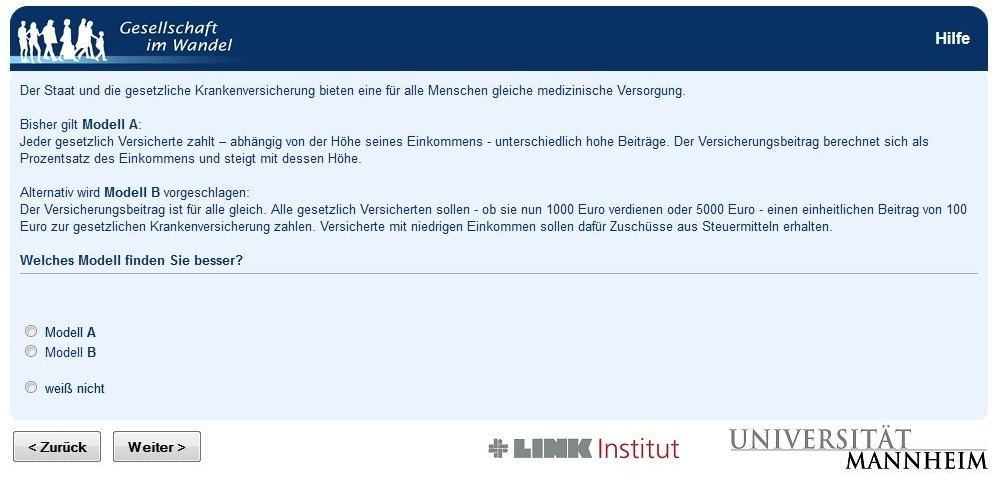 Gesellschaft
im Wandel
Hilfe
Der Staat und die gesetzliche Krankenversicherung bieten eine für alle Menschen gleiche medizinische Versorgung.
Bisher gilt Modell A:
Jeder gesetzlich Versicherte zahlt – abhängig von der Höhe seines Einkommens - unterschiedlich hohe Beiträge. Der Versicherungsbeitrag berechnet sich als
Prozentsatz des Einkommens und steigt mit dessen Höhe.
Alternativ wird Modell B vorgeschlagen:
Der Versicherungsbeitrag ist für alle gleich. Alle gesetzlich Versicherten sollen - ob sie nun 1000 Euro verdienen oder 5000 Euro - einen einheitlichen Beitrag von 100
Euro zur gesetzlichen Krankenversicherung zahlen. Versicherte mit niedrigen Einkommen sollen dafür Zuschüsse aus Steuermitteln erhalten.
Welches Modell finden Sie besser?
Modell A
Modell B
weiß nicht
< Zurück
Weiter >
LINK Institut
UNIVERSITÄT
MANNHEIM